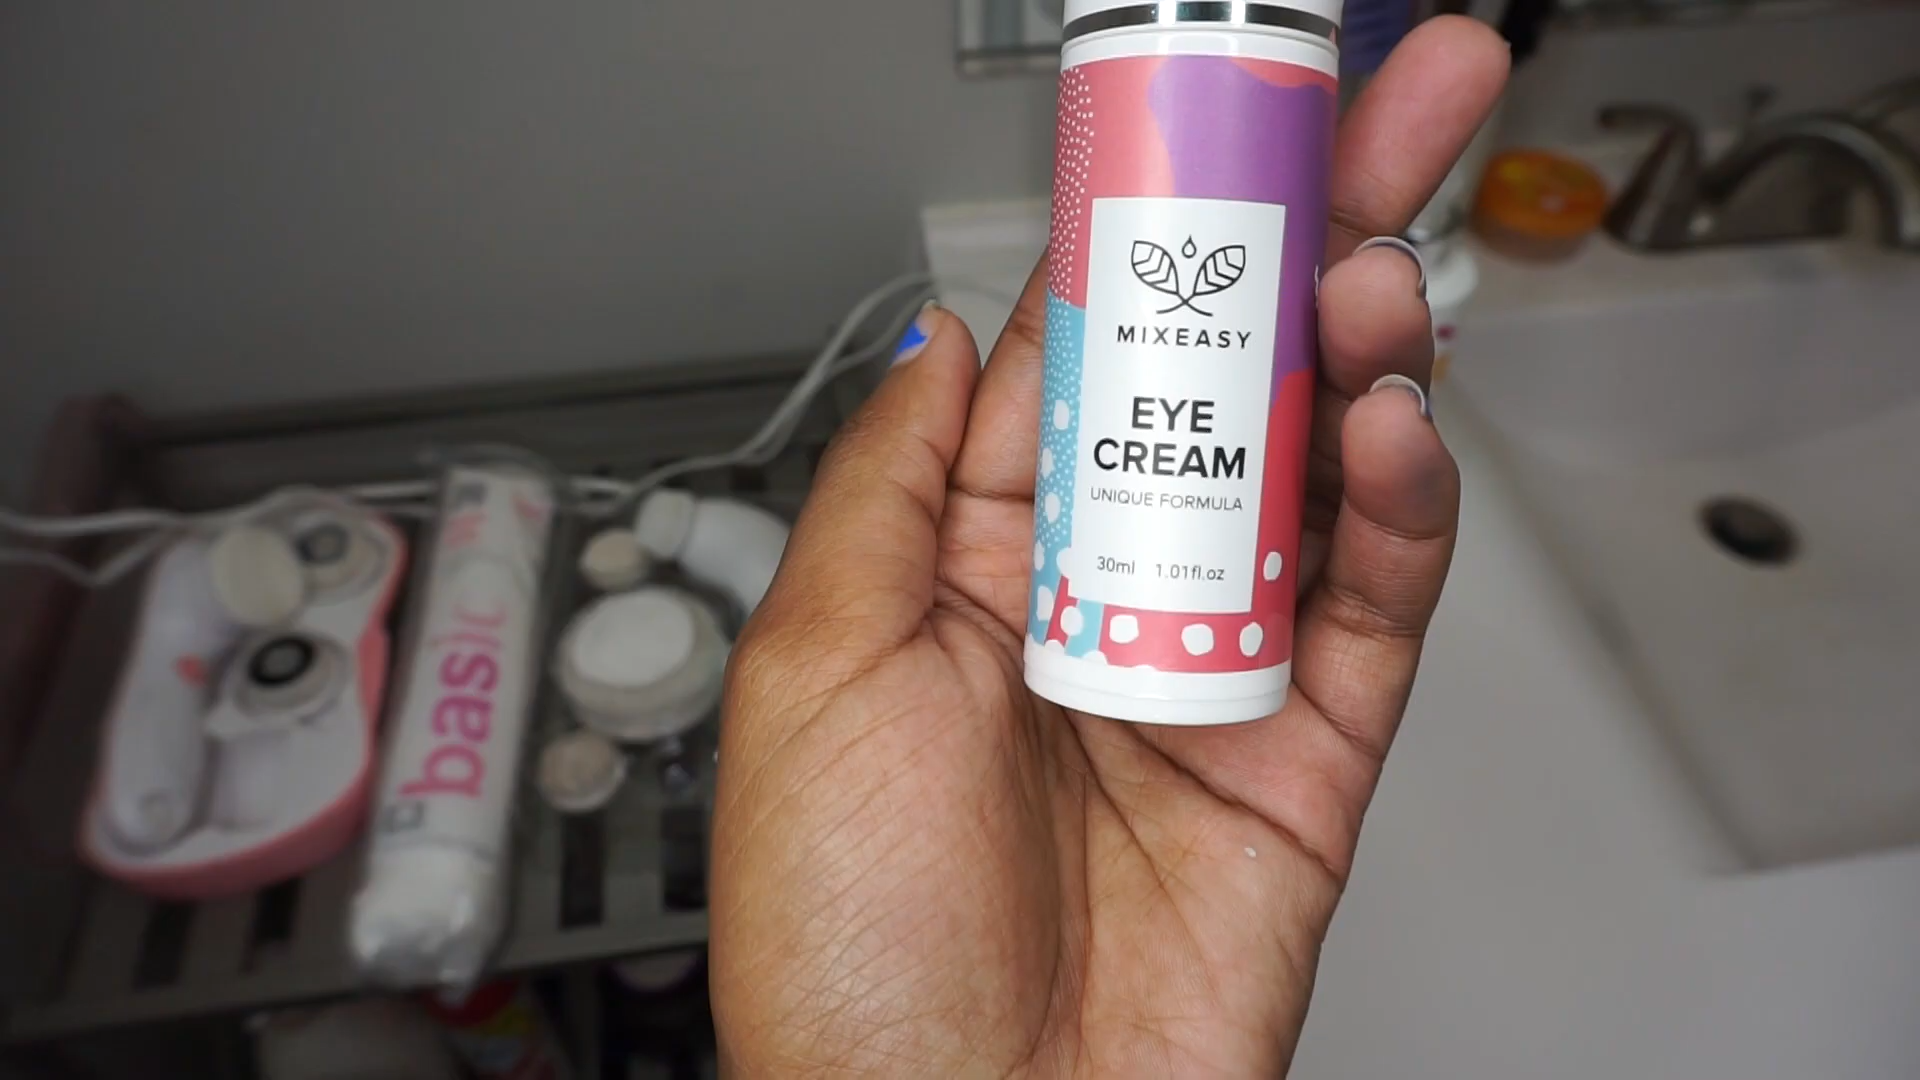 MIXEASY
EYE
CREAM
UNIQUE FORMULA
30ml 1.01fl.oz
basic